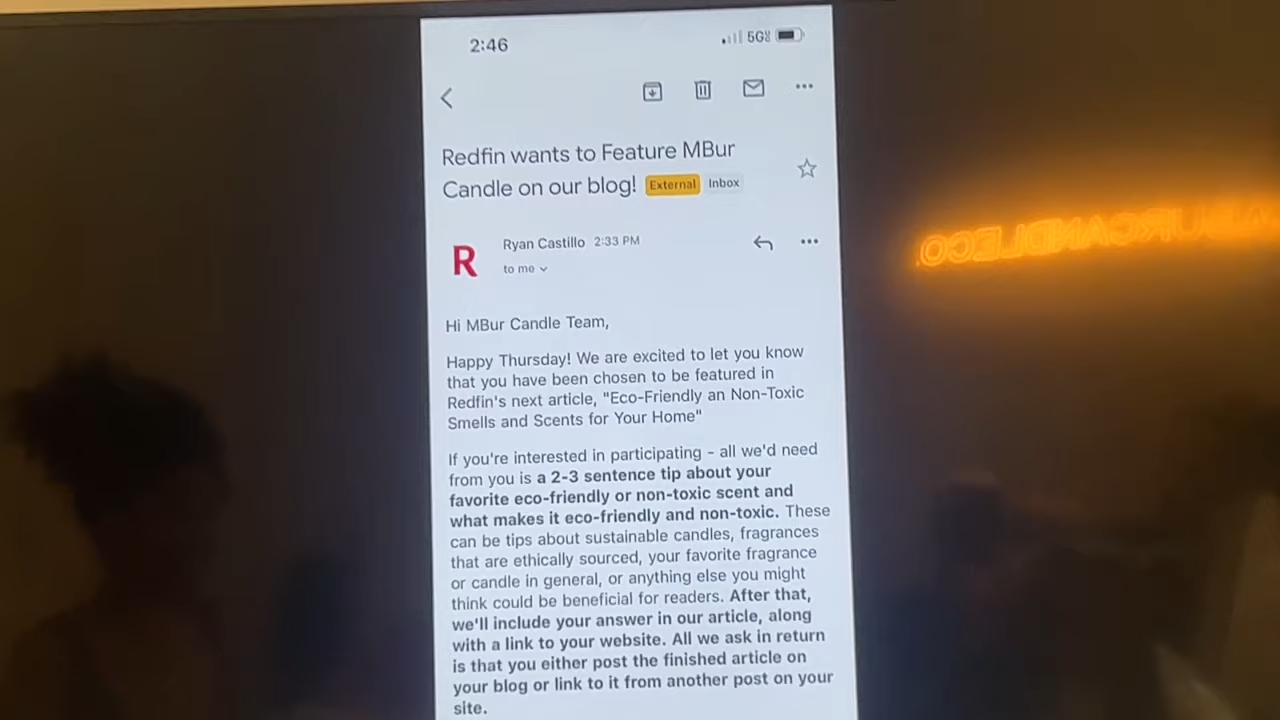 2:46
5G
Redfin wants to Feature MBur
Candle on our blog! External Inbox
R
Ryan Castillo 2:33 PM
to me
Hi MBur Candle Team,
Happy Thursday! We are excited to let you know
that you have been chosen to be featured in
Redfin's next article, "Eco-Friendly an Non-Toxic
Smells and Scents for Your Home"
If you're interested in participating - all we'd need
from you is a 2-3 sentence tip about your
favorite eco-friendly or non-toxic scent and
what makes it eco-friendly and non-toxic. These
can be tips about sustainable candles, fragrances
that are ethically sourced, your favorite fragrance
or candle in general, or anything else you might
think could be beneficial for readers. After that,
we'll include your answer in our article, along
with a link to your website. All we ask in return
is that you either post the finished article on
your blog or link to it from another post on your
site.
MBURCANDLECO.